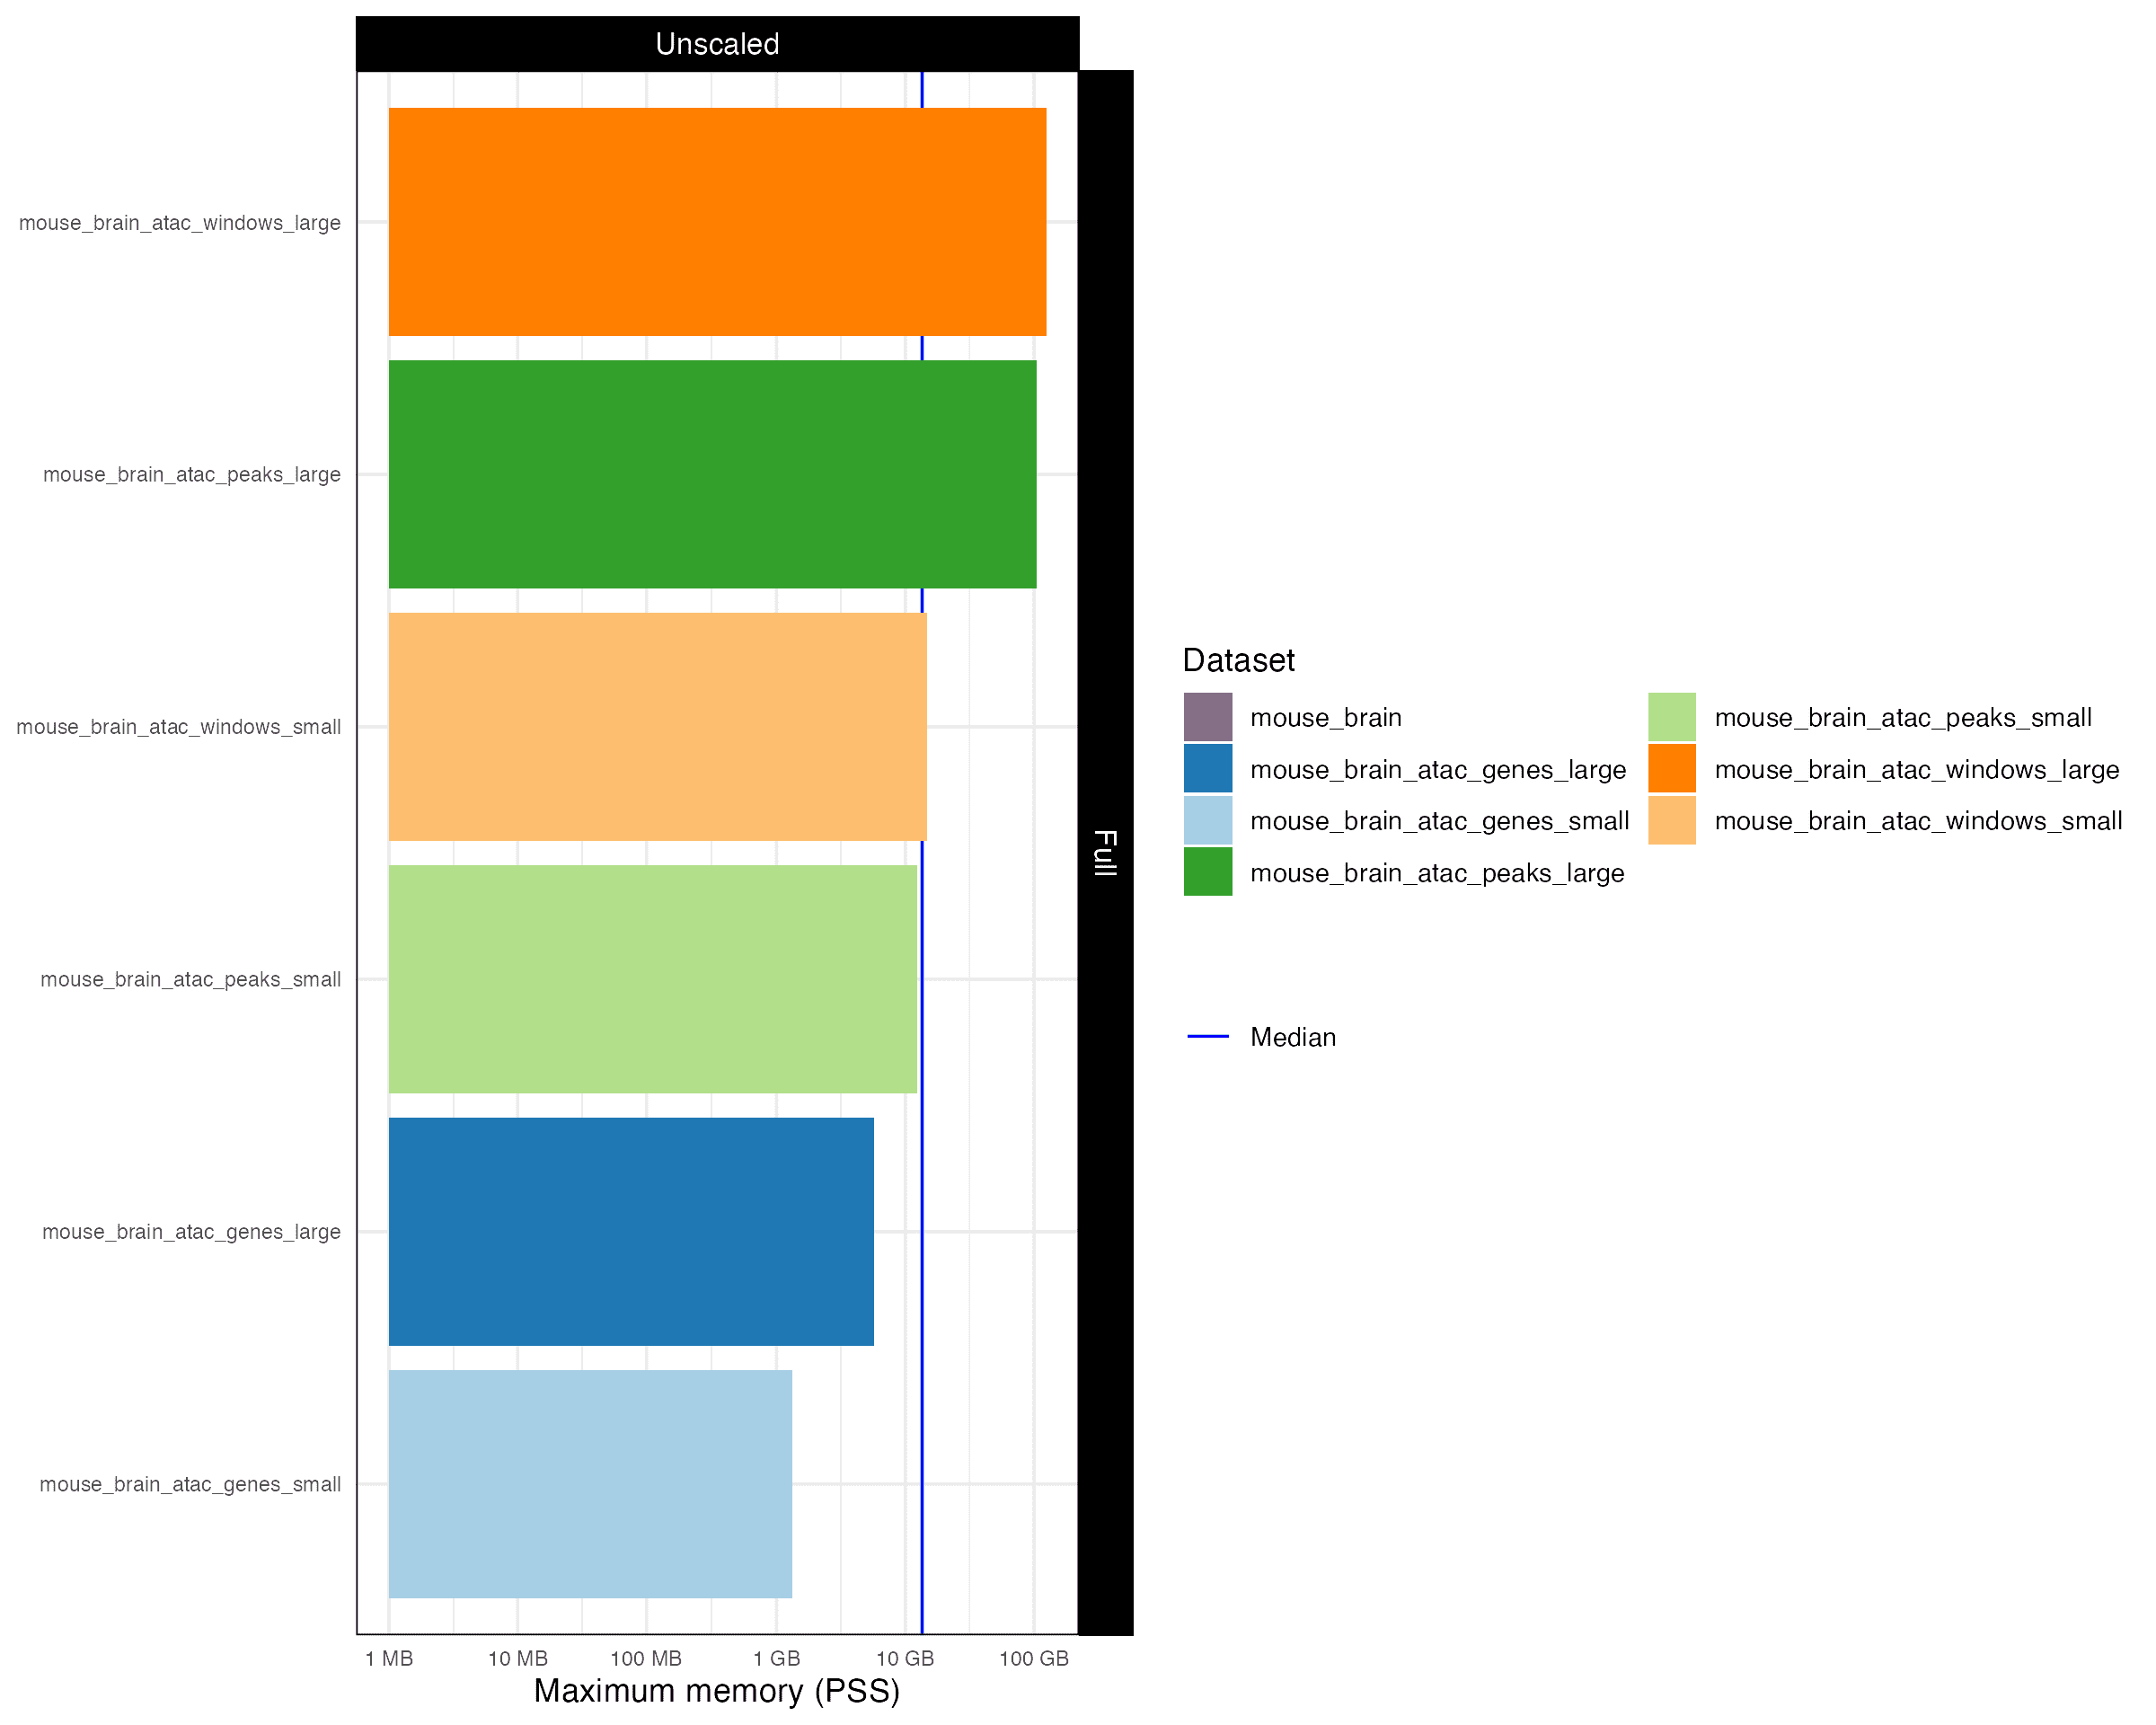 Unscaled
mouse_brain_atac_windows_large
mouse_brain_atac_peaks_large
mouse_brain_atac_windows_small
mouse_brain_atac_peaks_small
mouse_brain_atac_genes_large
mouse_brain_atac_genes_small
1 MB 10 MB 100 MB 1 GB 10 GB 100 GB
Maximum memory (PSS)
Full
Dataset
mouse_brain
mouse_brain_atac_genes_large
mouse_brain_atac_genes_small
mouse_brain_atac_peaks_large
mouse_brain_atac_peaks_small
mouse_brain_atac_windows_large
mouse_brain_atac_windows_small
Median